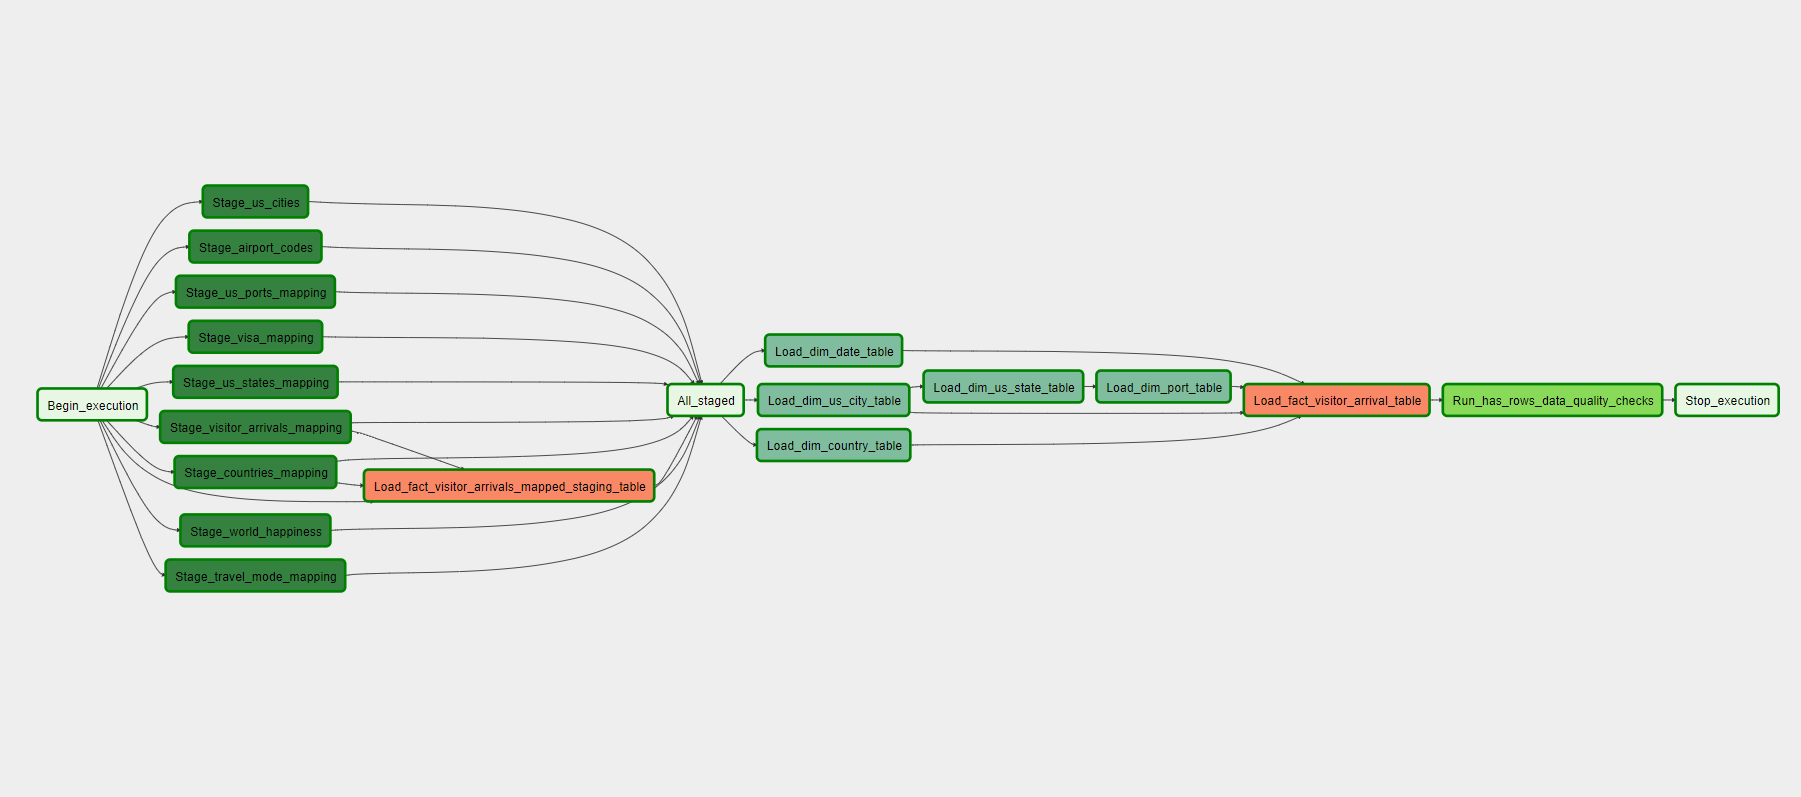 Stage_us_cities
Stage_airport_codes
Stage_us_ports_mapping
Stage_visa_mapping
Stage_us_states_mapping
Begin_execution
Stage_visitor_arrivals_mapping
Stage_countries_mapping
Load_fact_visitor_arrivals_mapped_staging_table
Stage_world_happiness
Stage_travel_mode_mapping
All_staged
Load_dim_date_table
Load_dim_us_city_table
Load_dim_us_state_table
Load_dim_port_table
Load_dim_country_table
Load_fact_visitor_arrival_table
Run_has_rows_data_quality_checks
Stop_execution